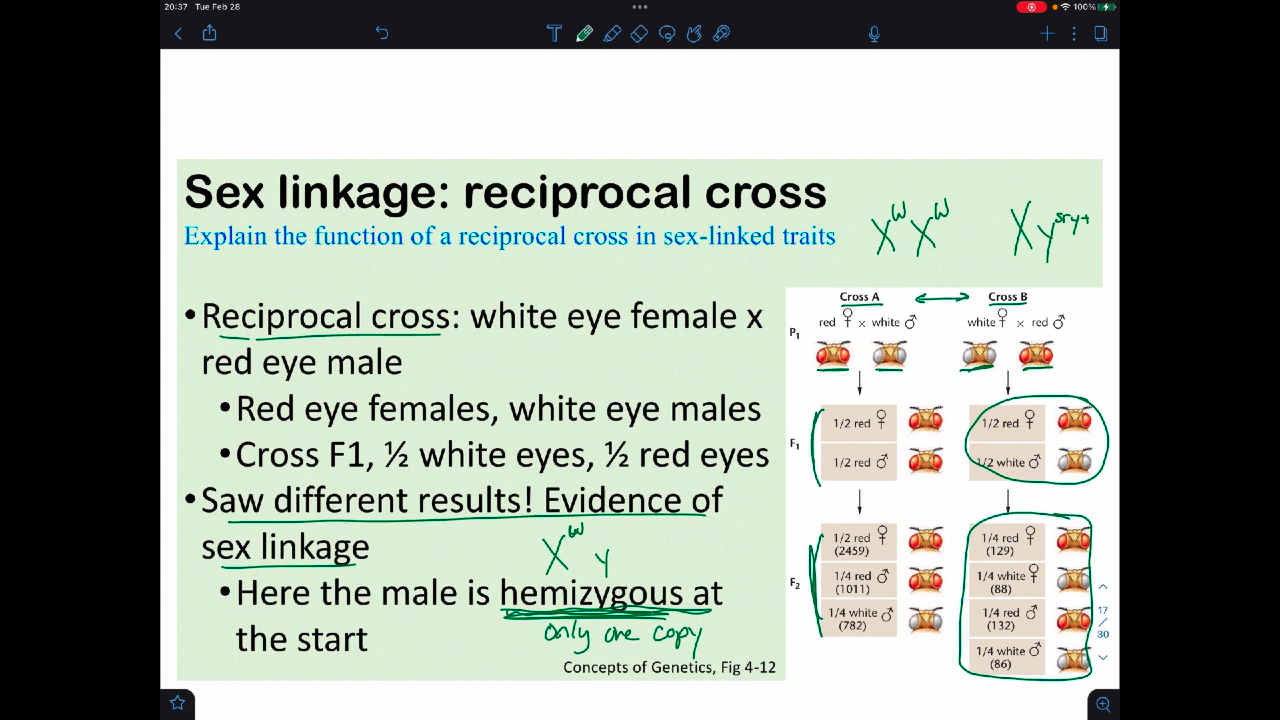 20:37 Tue Feb 28
100%
Sex linkage: reciprocal cross
Explain the function of a reciprocal cross in sex-linked traits
X^w X^w
X Y^sry+
• Reciprocal cross: white eye female x
red eye male
• Red eye females, white eye males
• Cross F1, ½ white eyes, ½ red eyes
• Saw different results! Evidence of
sex linkage
X^w Y
• Here the male is hemizygous at
the start
only one copy
Concepts of Genetics, Fig 4-12
Cross A
Cross B
P1
red ♀ × white ♂
white ♀ × red ♂
F1
1/2 red ♀
1/2 red ♂
1/2 red ♀
1/2 white ♂
F2
1/2 red ♀
(2459)
1/4 red ♂
(1011)
1/4 white ♂
(782)
1/4 red ♀
(129)
1/4 white ♀
(88)
1/4 red ♂
(132)
1/4 white ♂
(86)
17
/
30